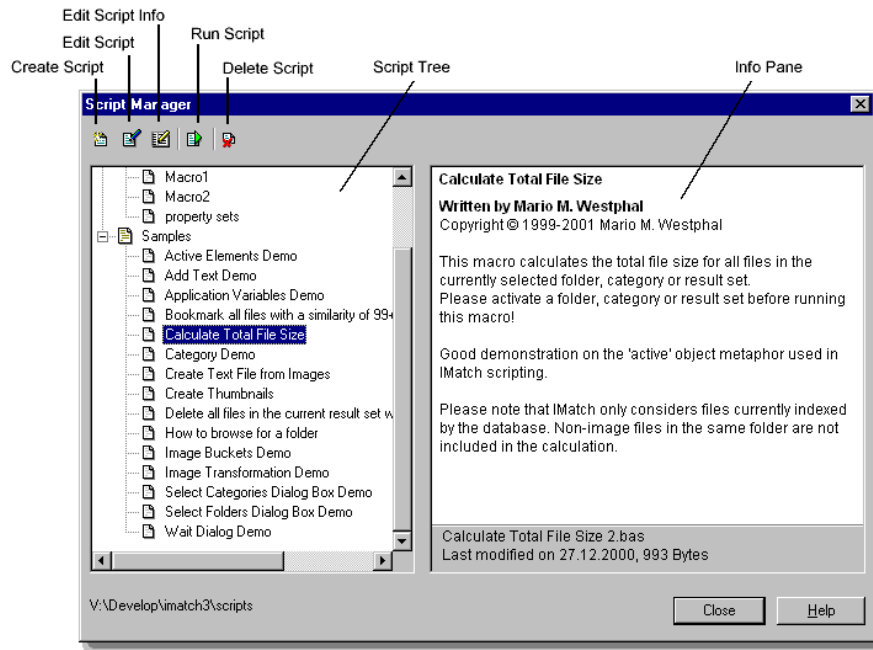 Edit Script Info
Edit Script
Run Script
Create Script
Delete Script
Script Tree
Info Pane
Script Manager
Macro1
Macro2
property sets
Samples
Active Elements Demo
Add Text Demo
Application Variables Demo
Bookmark all files with a similarity of 99
Calculate Total File Size
Category Demo
Create Text File from Images
Create Thumbnails
Delete all files in the current result set w
How to browse for a folder
Image Buckets Demo
Image Transformation Demo
Select Categories Dialog Box Demo
Select Folders Dialog Box Demo
Wait Dialog Demo
Calculate Total File Size
Written by Mario M. Westphal
Copyright © 1999-2001 Mario M. Westphal
This macro calculates the total file size for all files in the
currently selected folder, category or result set.
Please activate a folder, category or result set before running
this macro!
Good demonstration on the 'active' object metaphor used in
IMatch scripting.
Please note that IMatch only considers files currently indexed
by the database. Non-image files in the same folder are not
included in the calculation.
Calculate Total File Size 2.bas
Last modified on 27.12.2000, 993 Bytes
V:\Develop\imatch3\scripts
Close
Help